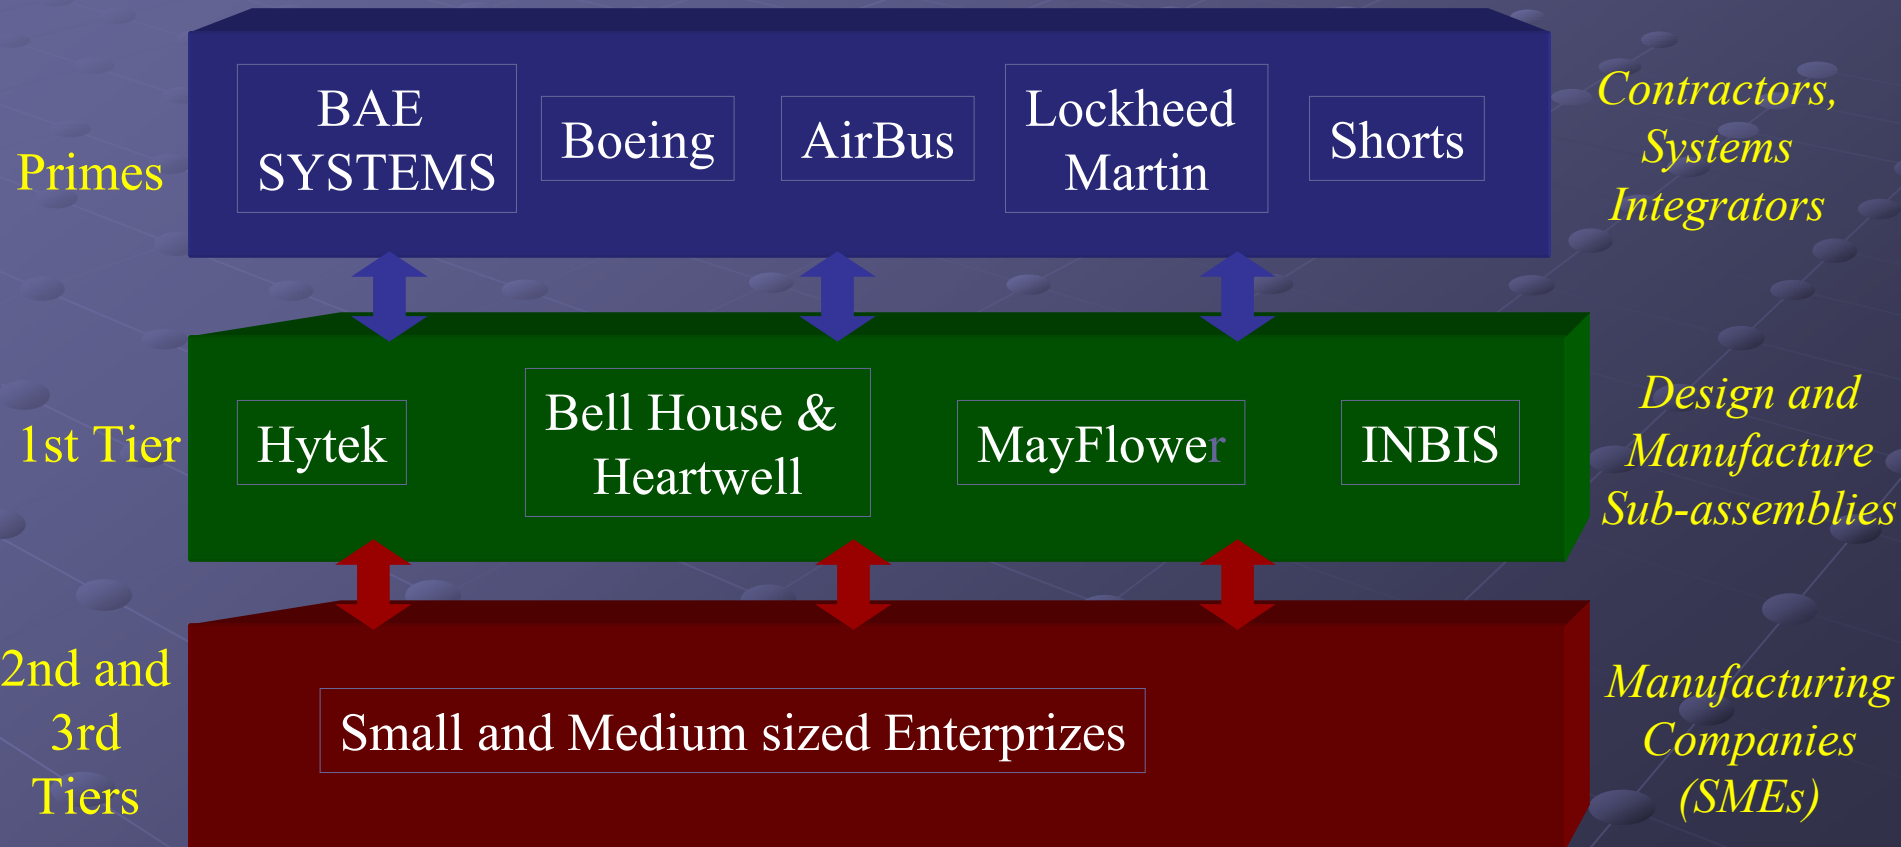 Primes
BAE
SYSTEMS
Boeing
AirBus
Lockheed
Martin
Shorts
Contractors,
Systems
Integrators
1st Tier
Hytek
Bell House &
Heartwell
MayFlower
INBIS
Design and
Manufacture
Sub-assemblies
2nd and
3rd
Tiers
Small and Medium sized Enterprizes
Manufacturing
Companies
(SMEs)